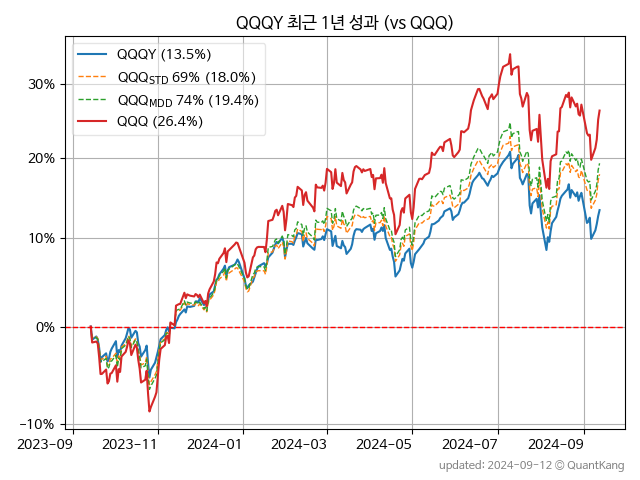 QQQY 최근 1년 성과 (vs QQQ)
QQQY (13.5%)
QQQSTD 69% (18.0%)
QQQMDD 74% (19.4%)
QQQ (26.4%)
30%
20%
10%
0%
−10%
2023-09 2023-11 2024-01 2024-03 2024-05 2024-07 2024-09
updated: 2024-09-12 © QuantKang